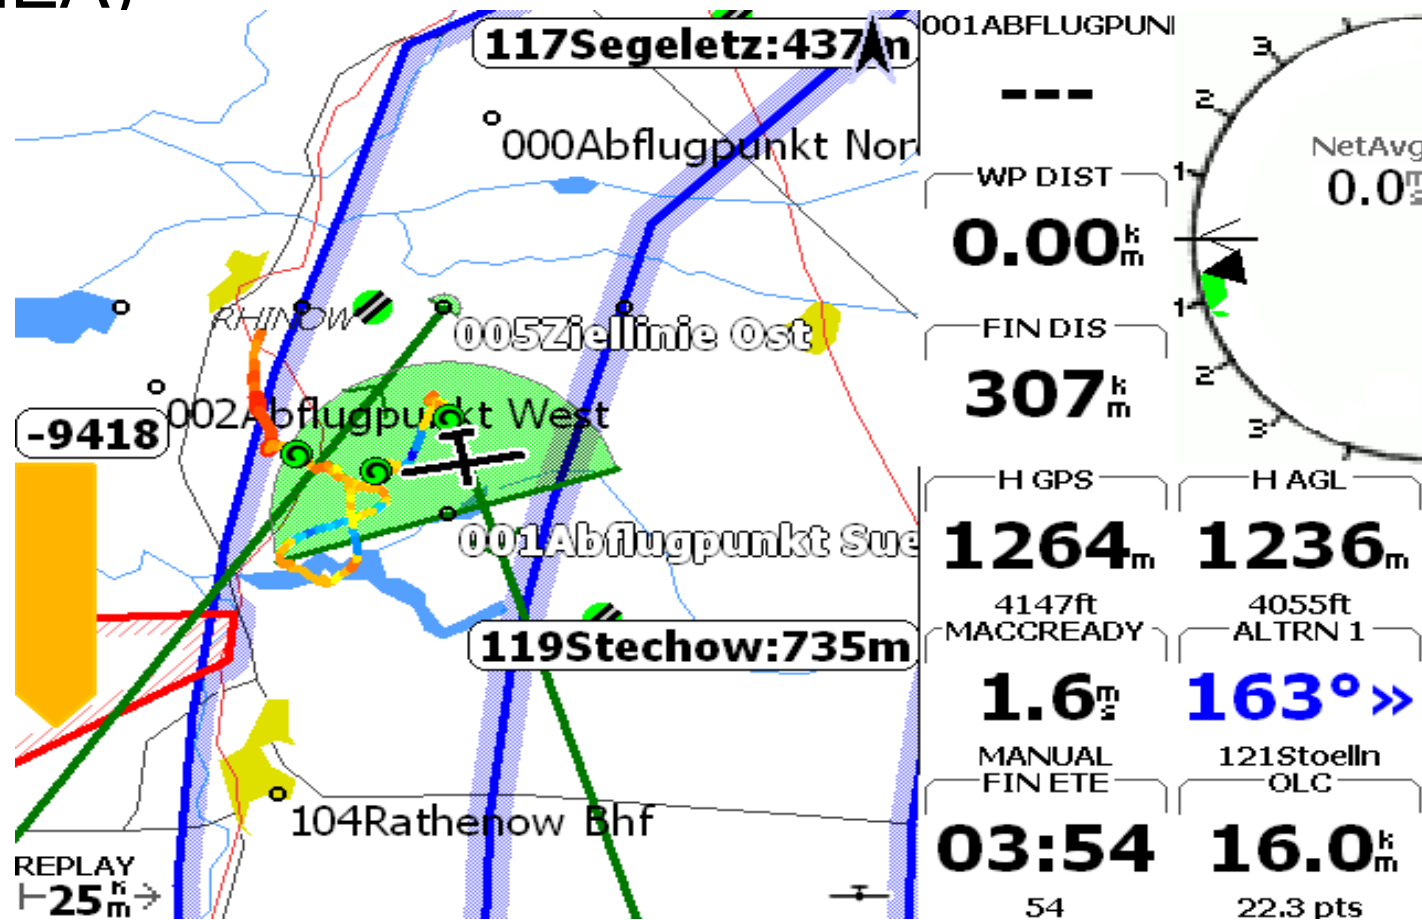 117Segeletz:437m
000Abflugpunkt Nor
RHINOW
005Ziellinie Ost
002Abflugpunkt West
-9418
001Abflugpunkt Sue
119Stechow:735m
104Rathenow Bhf
REPLAY
25km
001ABFLUGPUN
---
WP DIST
0.00km
FIN DIS
307km
3
2
1
1
2
3
NetAvg
0.0m
H GPS
1264m
4147ft
H AGL
1236m
4055ft
MACCREADY
1.6ms
MANUAL
ALTRN 1
163°»
121Stoelln
FIN ETE
03:54
54
OLC
16.0km
22.3 pts